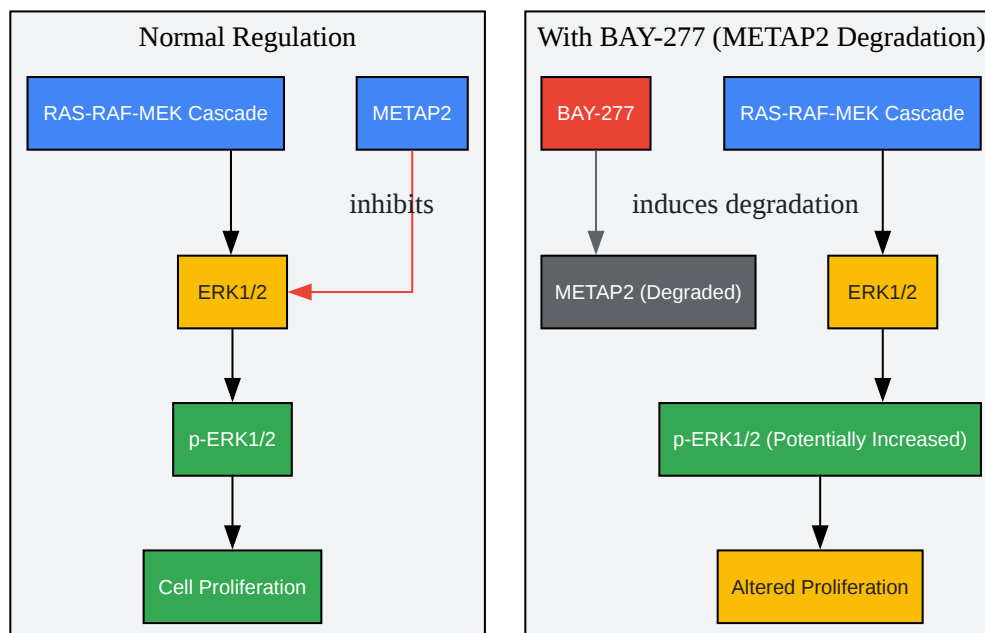 Normal Regulation
RAS-RAF-MEK Cascade
METAP2
inhibits
ERK1/2
p-ERK1/2
Cell Proliferation
With BAY-277 (METAP2 Degradation)
BAY-277
RAS-RAF-MEK Cascade
induces degradation
METAP2 (Degraded)
ERK1/2
p-ERK1/2 (Potentially Increased)
Altered Proliferation